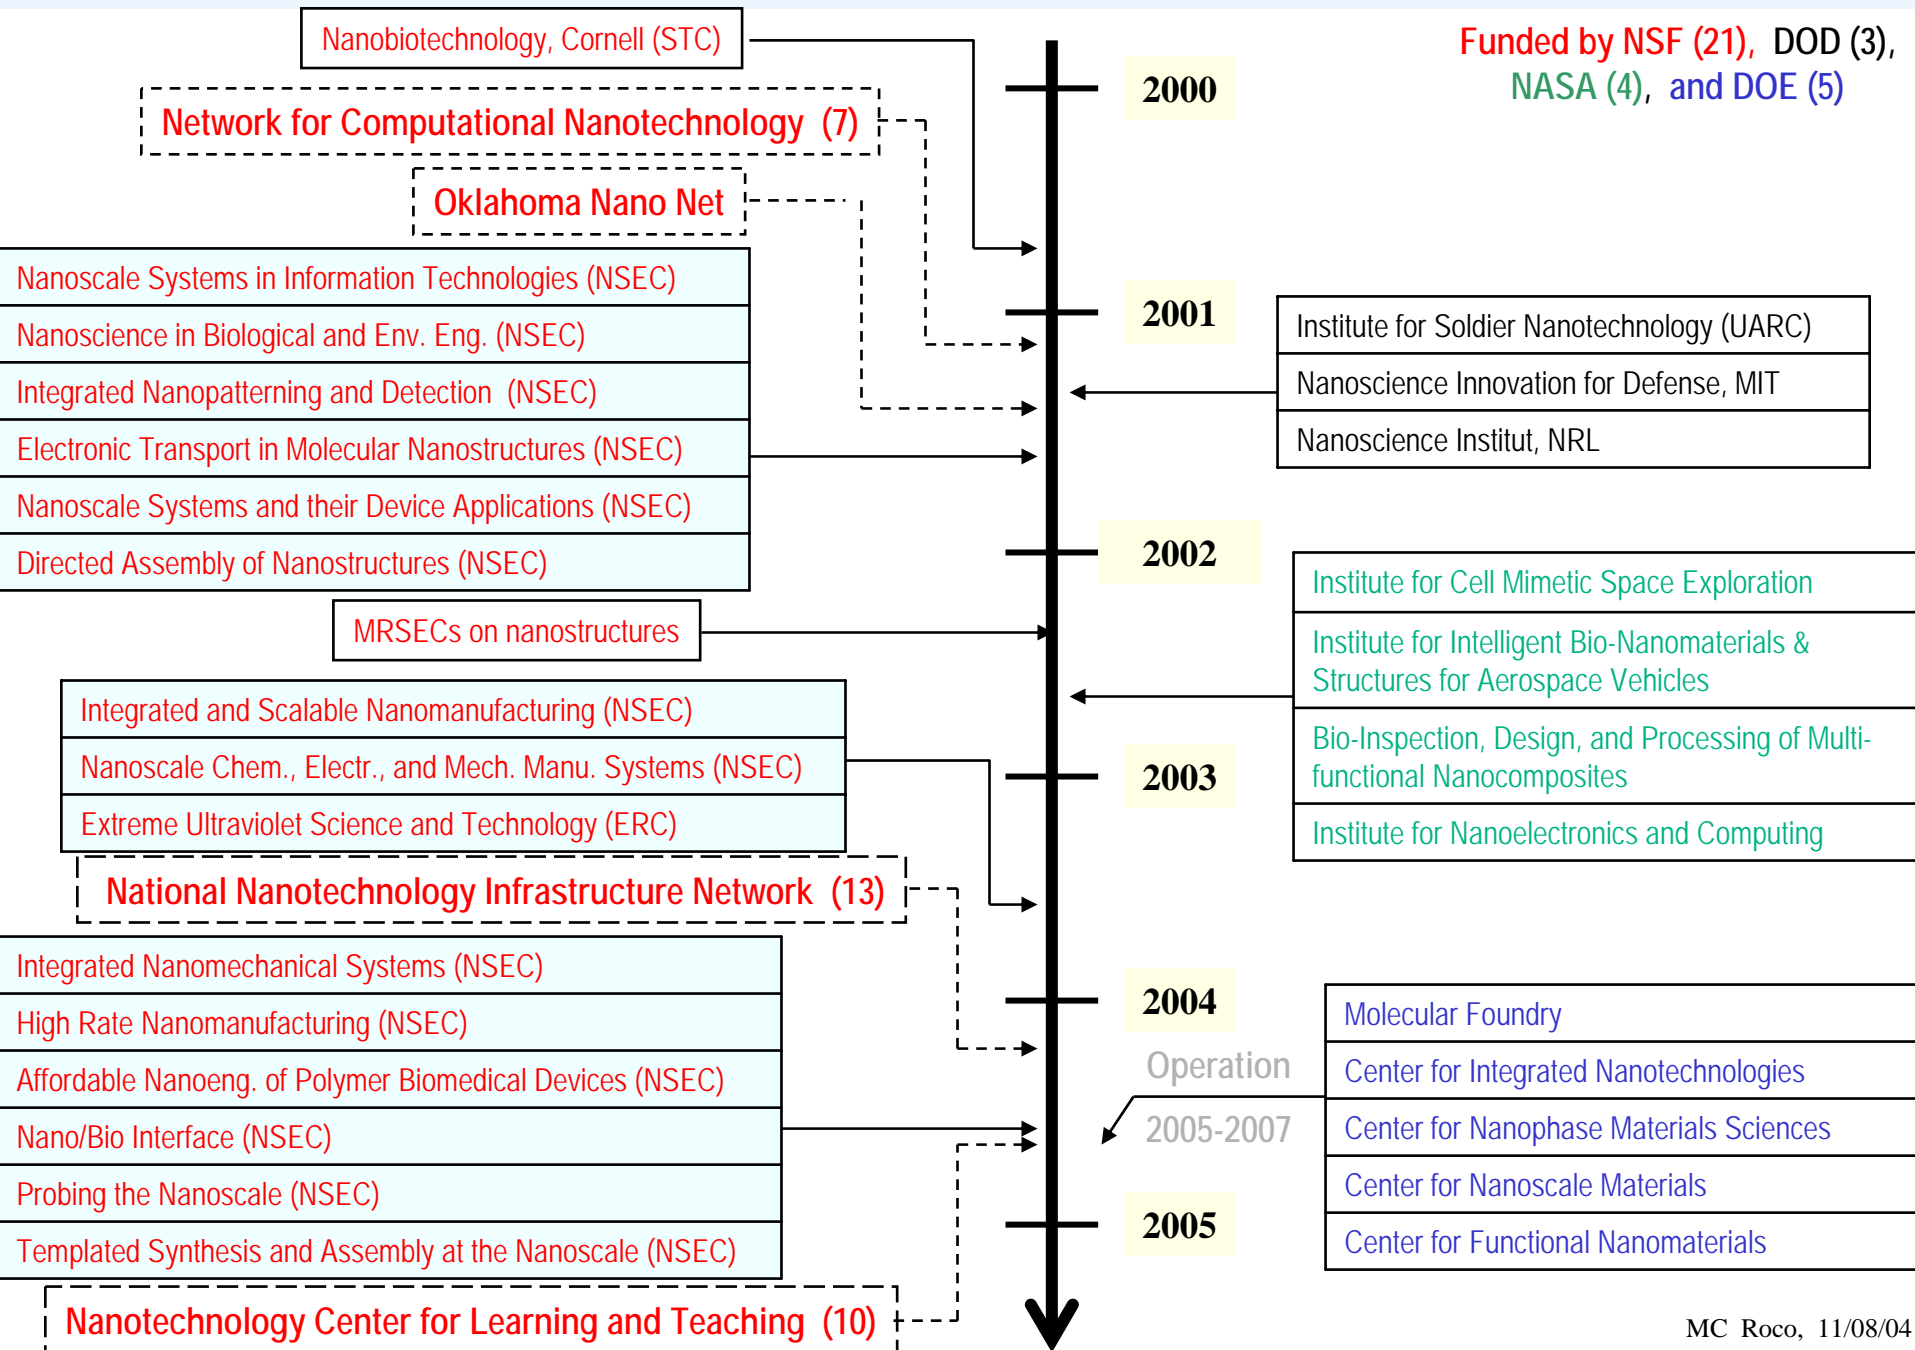 Nanobiotechnology, Cornell (STC)
Funded by NSF (21), DOD (3),
NASA (4), and DOE (5)
2000
Network for Computational Nanotechnology (7)
Oklahoma Nano Net
Nanoscale Systems in Information Technologies (NSEC)
Nanoscience in Biological and Env. Eng. (NSEC)
Integrated Nanopatterning and Detection (NSEC)
Electronic Transport in Molecular Nanostructures (NSEC)
Nanoscale Systems and their Device Applications (NSEC)
Directed Assembly of Nanostructures (NSEC)
2001
Institute for Soldier Nanotechnology (UARC)
Nanoscience Innovation for Defense, MIT
Nanoscience Institut, NRL
2002
MRSECs on nanostructures
Institute for Cell Mimetic Space Exploration
Institute for Intelligent Bio-Nanomaterials &
Structures for Aerospace Vehicles
Bio-Inspection, Design, and Processing of Multi-
functional Nanocomposites
Institute for Nanoelectronics and Computing
Integrated and Scalable Nanomanufacturing (NSEC)
Nanoscale Chem., Electr., and Mech. Manu. Systems (NSEC)
Extreme Ultraviolet Science and Technology (ERC)
2003
National Nanotechnology Infrastructure Network (13)
Integrated Nanomechanical Systems (NSEC)
High Rate Nanomanufacturing (NSEC)
Affordable Nanoeng. of Polymer Biomedical Devices (NSEC)
Nano/Bio Interface (NSEC)
Probing the Nanoscale (NSEC)
Templated Synthesis and Assembly at the Nanoscale (NSEC)
2004
Operation
2005-2007
Molecular Foundry
Center for Integrated Nanotechnologies
Center for Nanophase Materials Sciences
Center for Nanoscale Materials
Center for Functional Nanomaterials
2005
Nanotechnology Center for Learning and Teaching (10)
MC Roco, 11/08/04